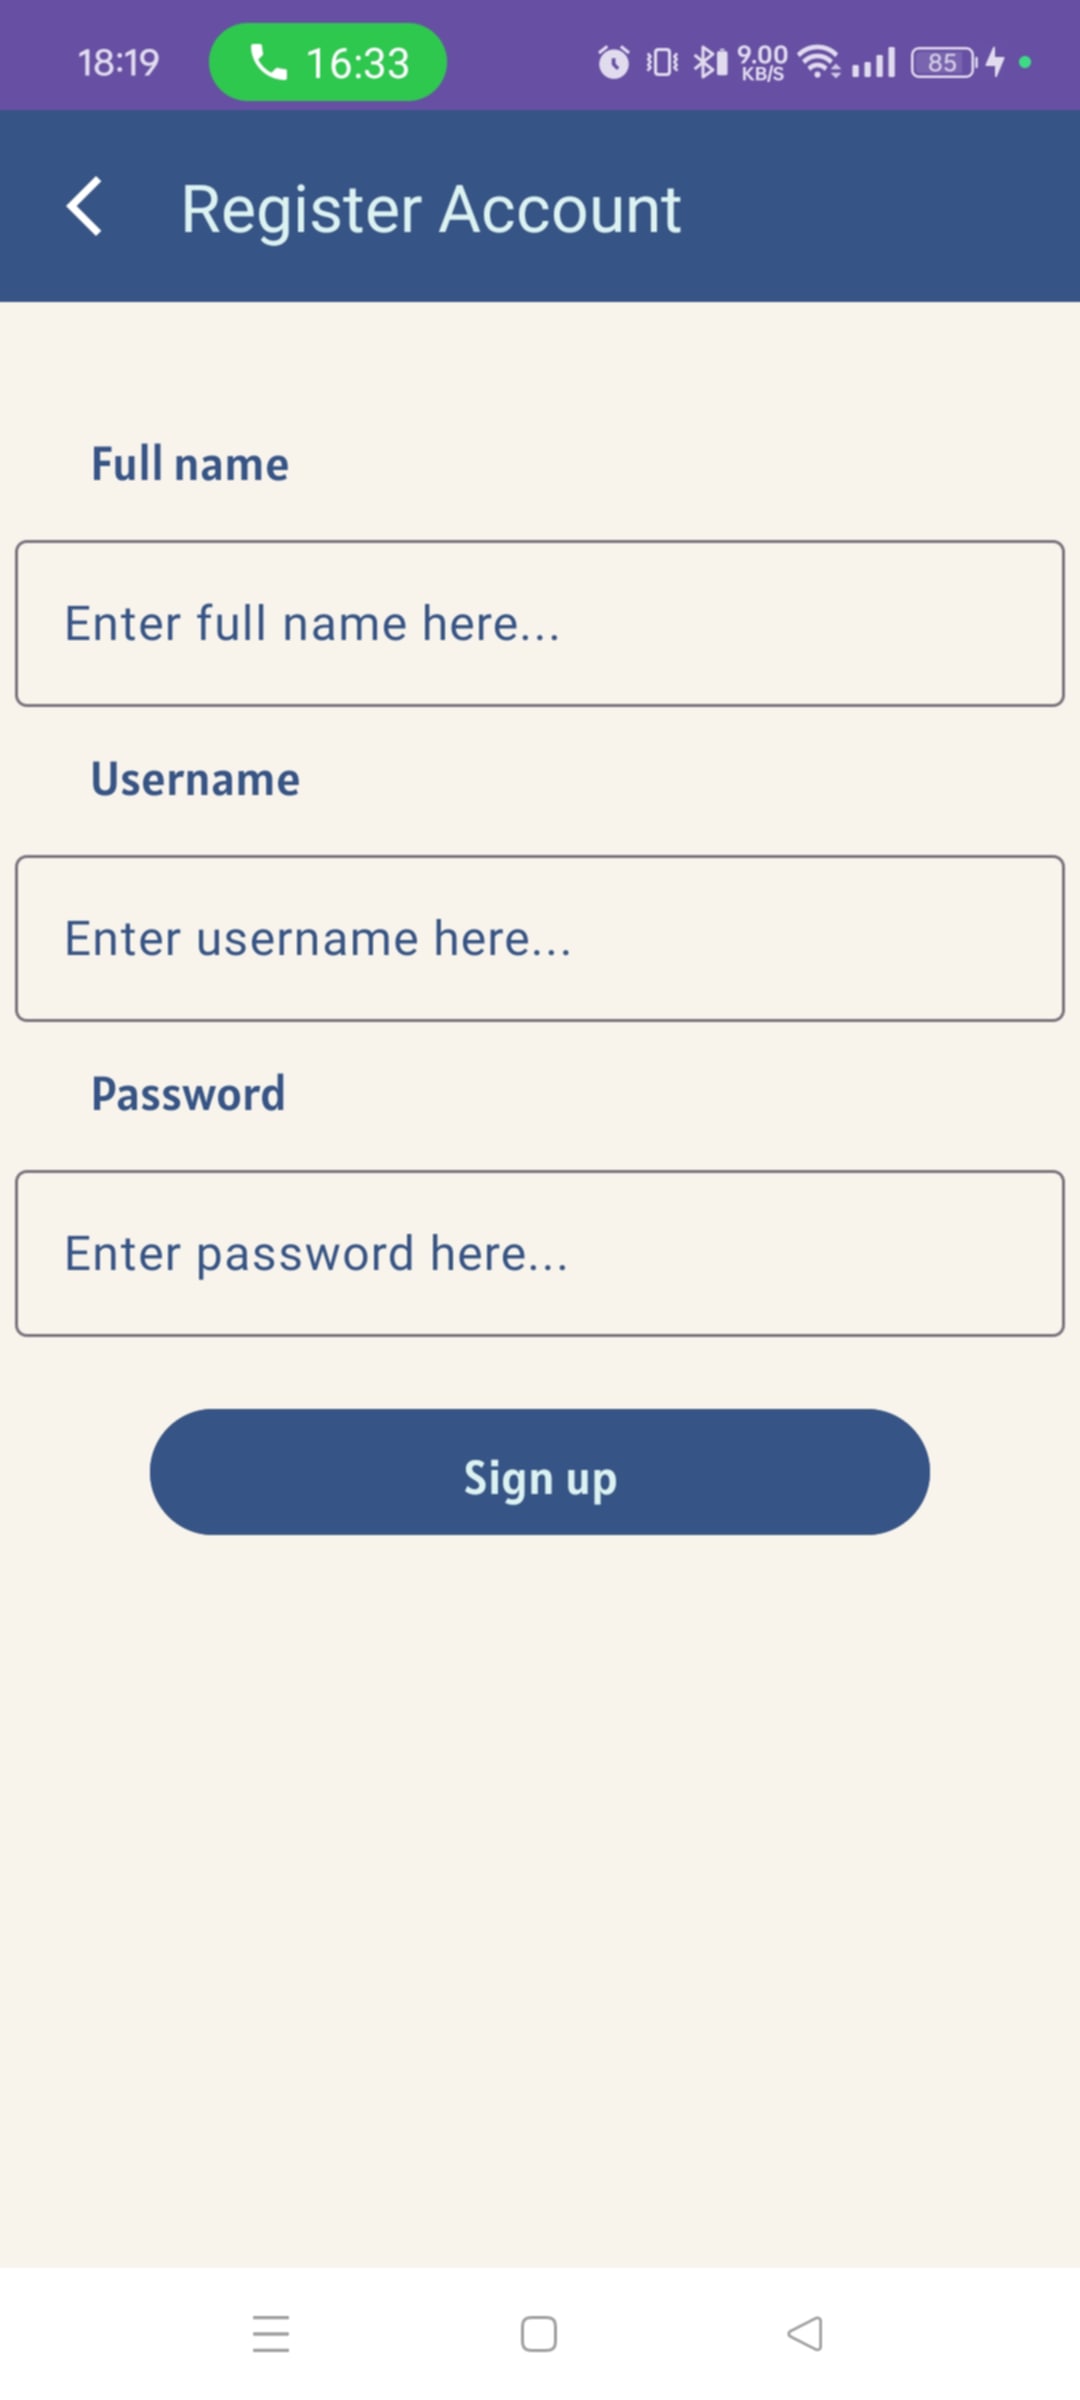 18:19 16:33 9.00 KB/S 85
Register Account
Full name
Enter full name here...
Username
Enter username here...
Password
Enter password here...
Sign up